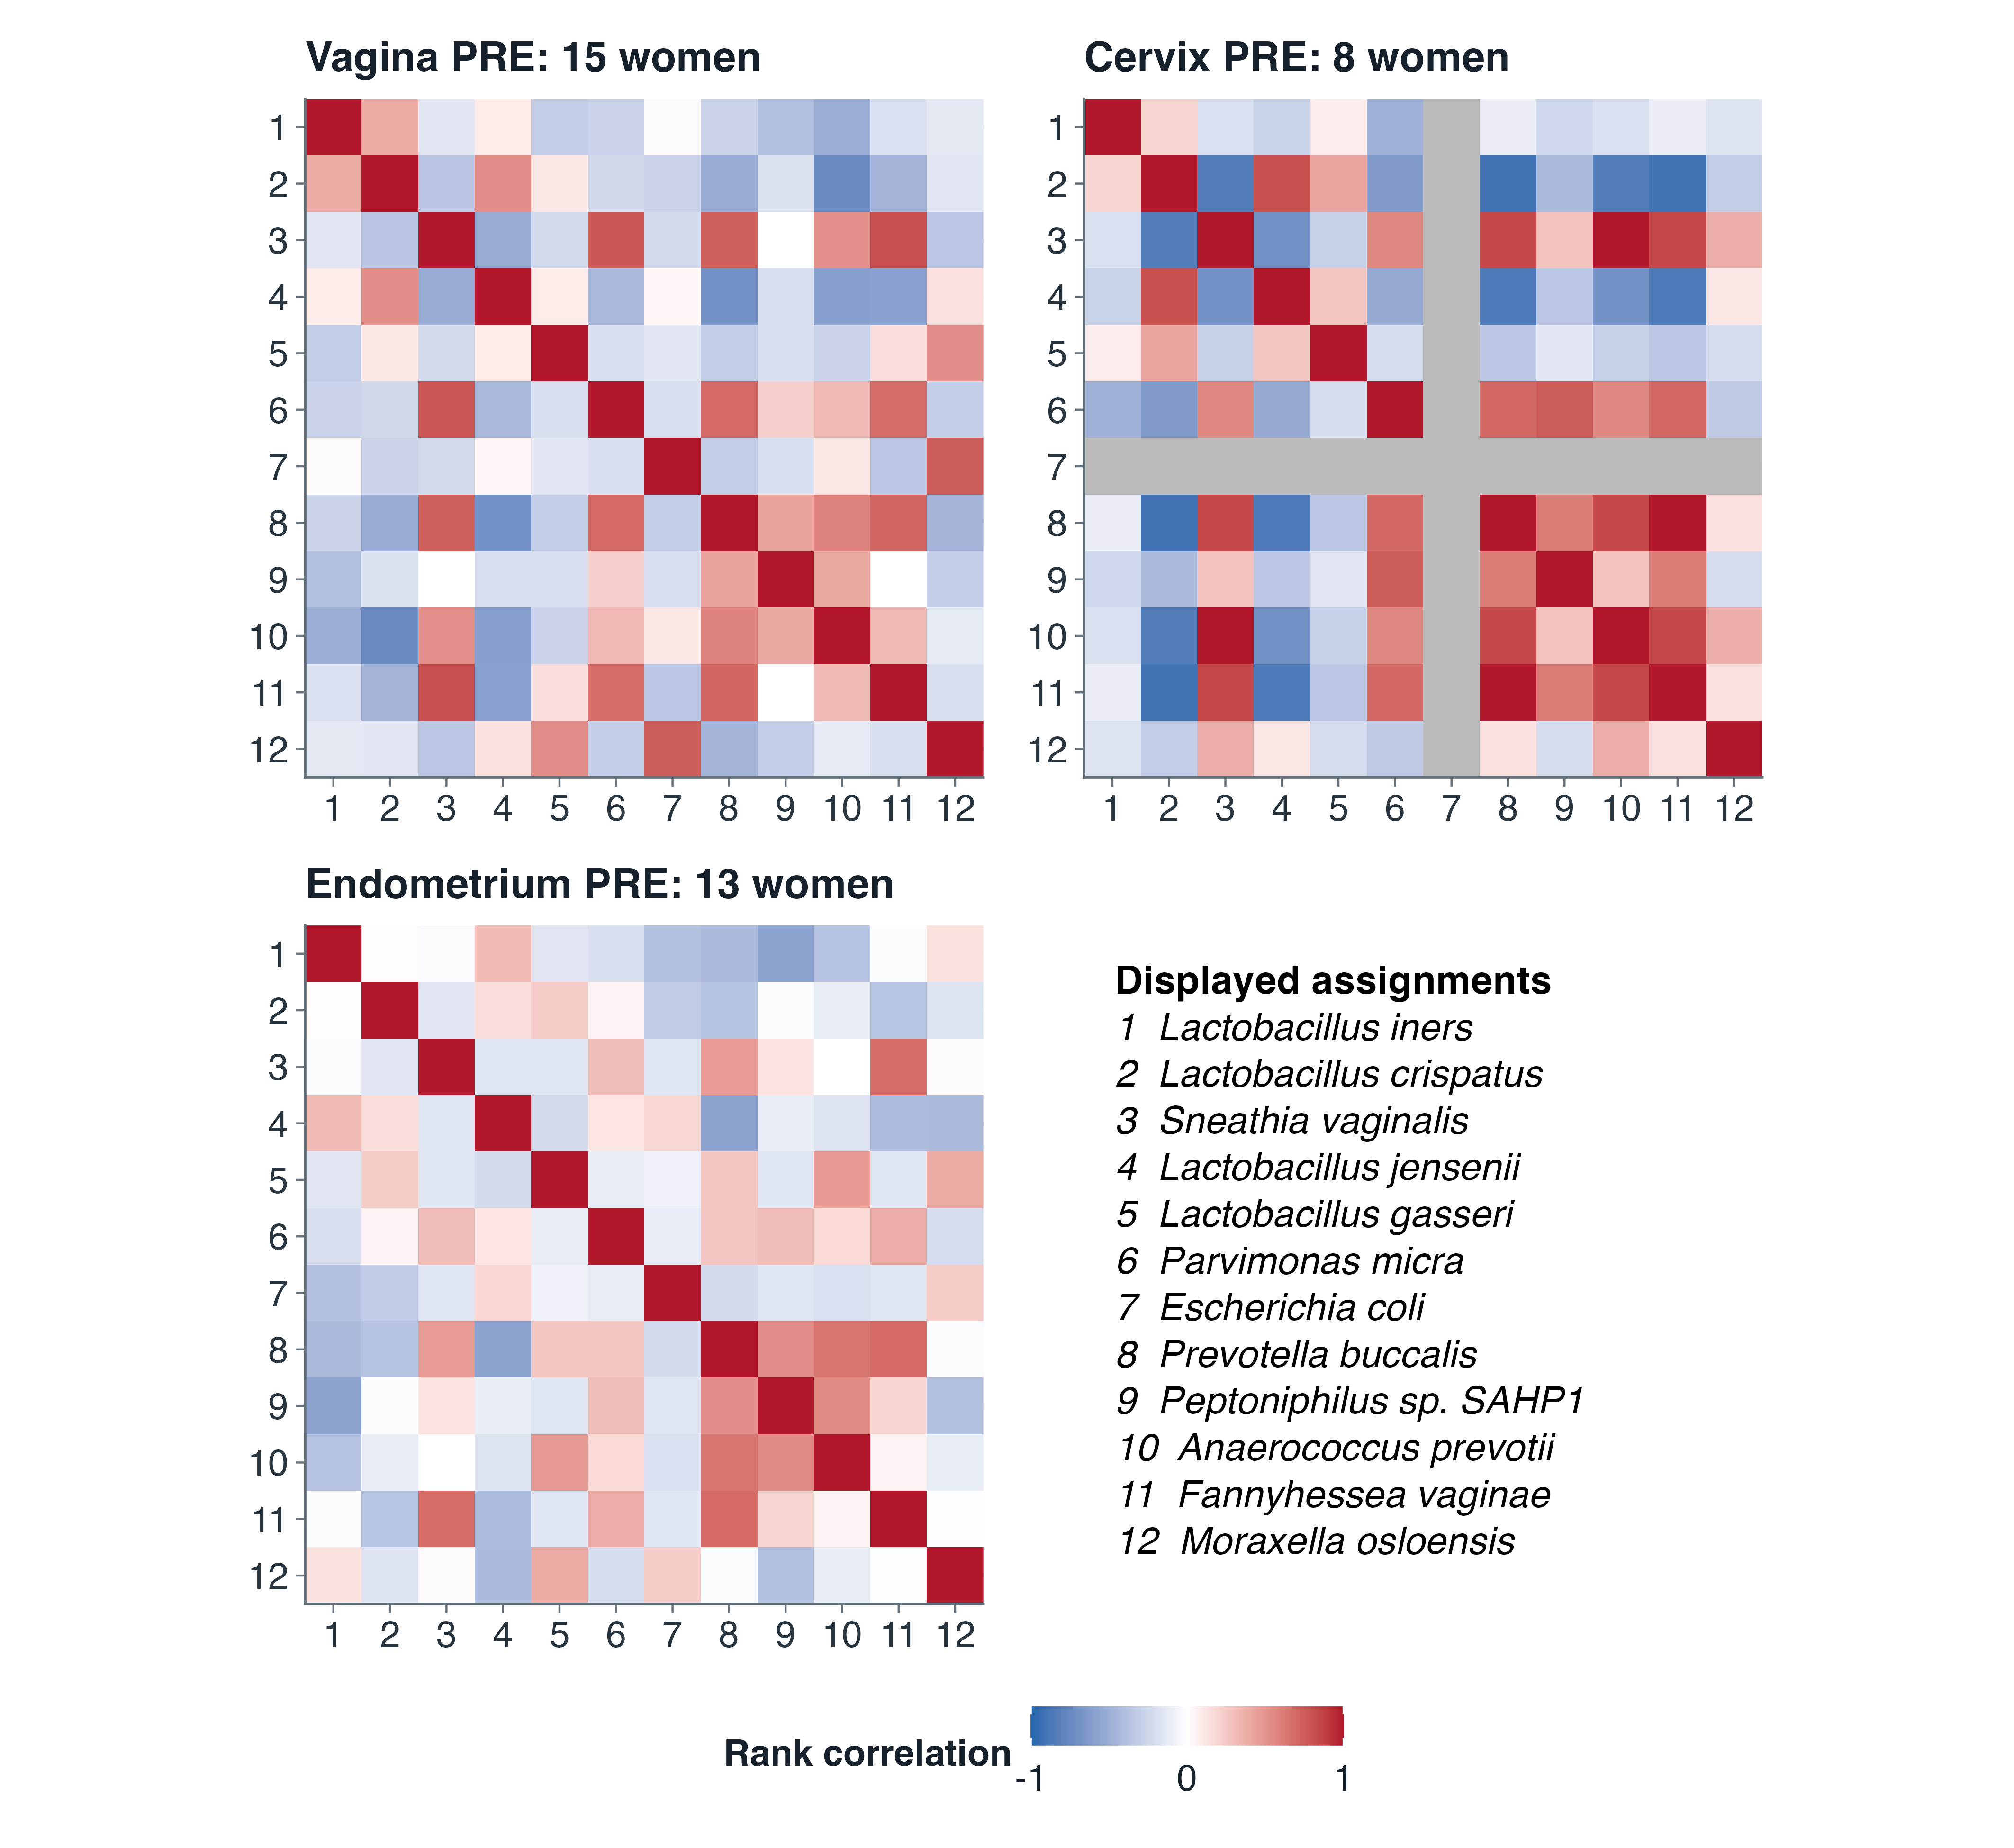 Vagina PRE: 15 women
1
2
3
4
5
6
7
8
9
10
11
12
1 2 3 4 5 6 7 8 9 10 11 12
Cervix PRE: 8 women
1
2
3
4
5
6
7
8
9
10
11
12
1 2 3 4 5 6 7 8 9 10 11 12
Endometrium PRE: 13 women
1
2
3
4
5
6
7
8
9
10
11
12
1 2 3 4 5 6 7 8 9 10 11 12
Displayed assignments
1 Lactobacillus iners
2 Lactobacillus crispatus
3 Sneathia vaginalis
4 Lactobacillus jensenii
5 Lactobacillus gasseri
6 Parvimonas micra
7 Escherichia coli
8 Prevotella buccalis
9 Peptoniphilus sp. SAHP1
10 Anaerococcus prevotii
11 Fannyhessea vaginae
12 Moraxella osloensis
Rank correlation
-1 0 1